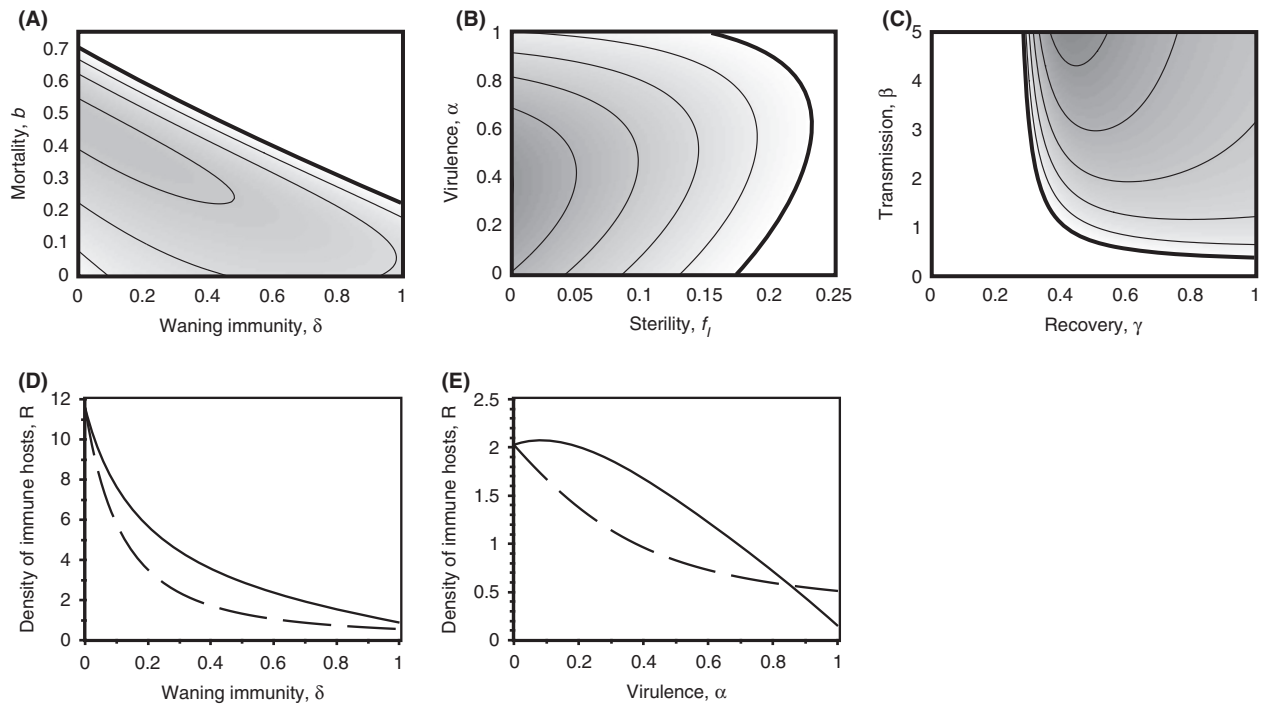 (A)
Mortality, b
0.7
0.6
0.5
0.4
0.3
0.2
0.1
0
0 0.2 0.4 0.6 0.8 1
Waning immunity, δ
(B)
Virulence, α
1
0.8
0.6
0.4
0.2
0
0 0.05 0.1 0.15 0.2 0.25
Sterility, f_I
(C)
Transmission, β
5
4
3
2
1
0
0 0.2 0.4 0.6 0.8 1
Recovery, γ
(D)
Density of immune hosts, R
12
10
8
6
4
2
0
0 0.2 0.4 0.6 0.8 1
Waning immunity, δ
(E)
Density of immune hosts, R
2.5
2
1.5
1
0.5
0
0 0.2 0.4 0.6 0.8 1
Virulence, α